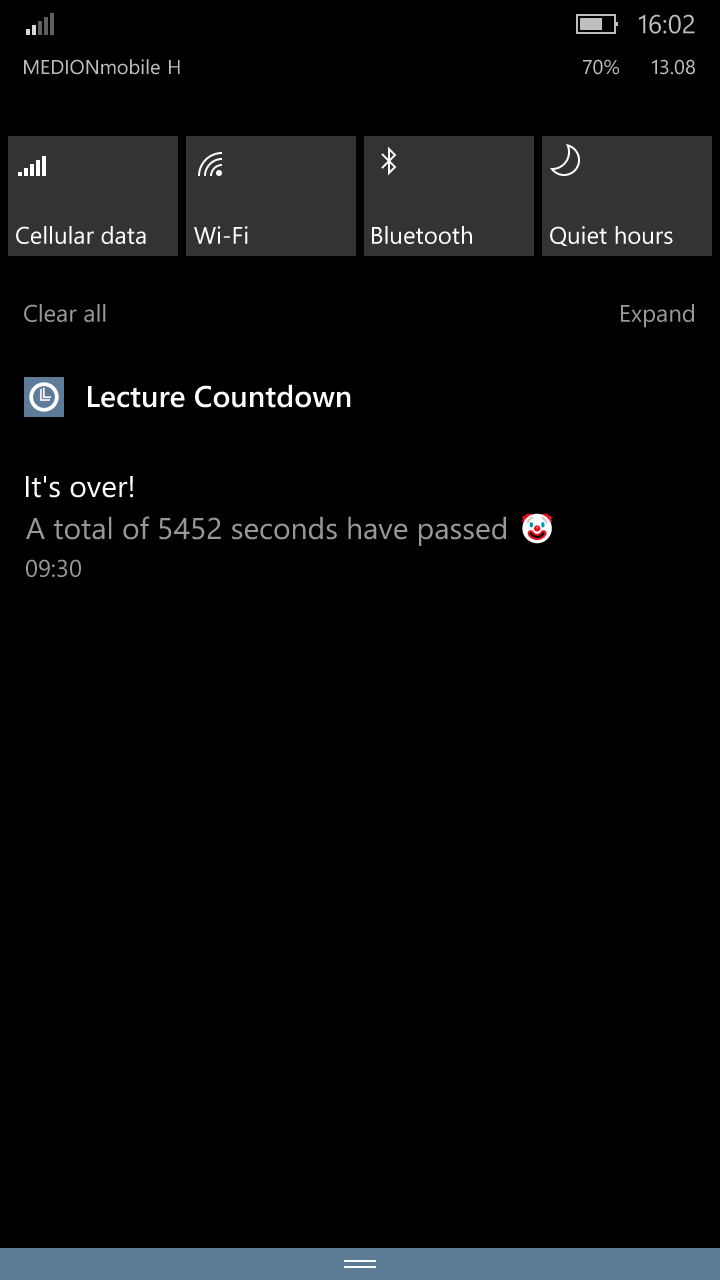 16:02
MEDIONmobile H 70% 13.08
Cellular data Wi-Fi Bluetooth Quiet hours
Clear all Expand
Lecture Countdown
It's over!
A total of 5452 seconds have passed 🤡
09:30